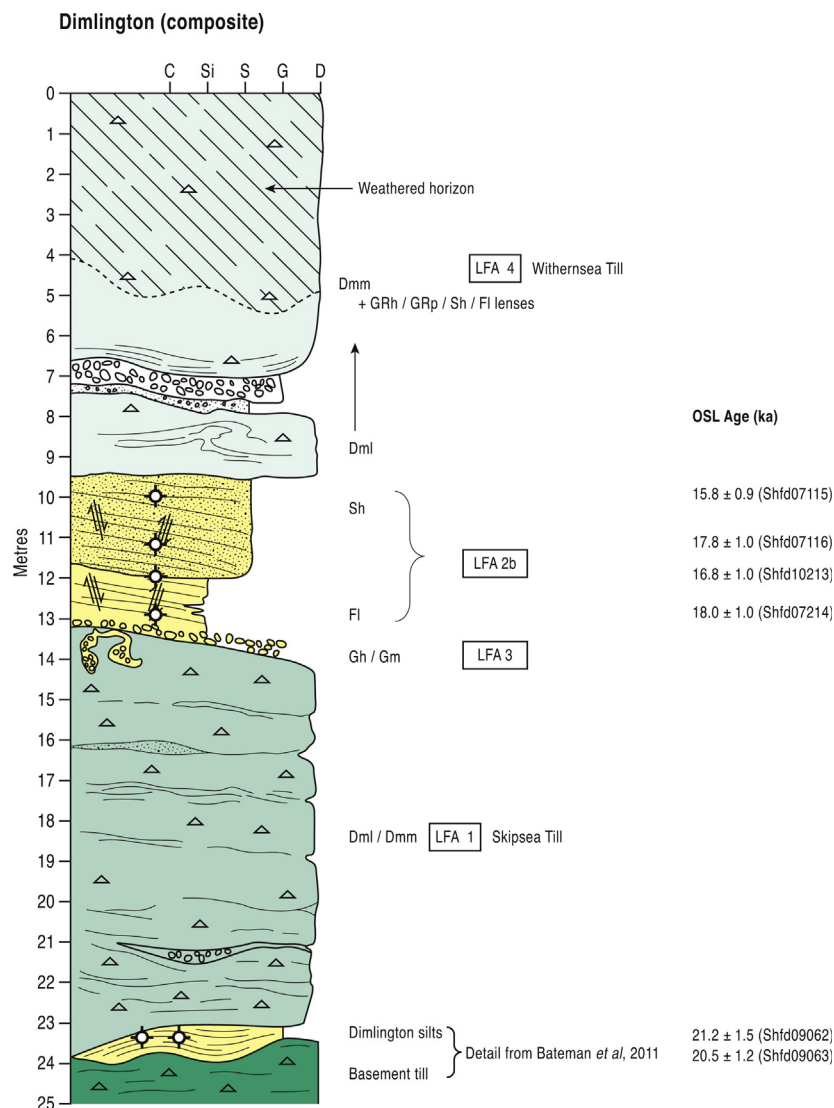 Dimlington (composite)
C Si S G D
0
1
2
Weathered horizon
3
4
LFA 4 Withernsea Till
Dmm
5
+ GRh / GRp / Sh / Fl lenses
6
7
8
OSL Age (ka)
Dml
9
10
15.8 ± 0.9 (Shfd07115)
Sh
11
17.8 ± 1.0 (Shfd07116)
Metres
LFA 2b
12
16.8 ± 1.0 (Shfd10213)
13
Fl
18.0 ± 1.0 (Shfd07214)
14
Gh / Gm
LFA 3
15
16
17
18
Dml / Dmm LFA 1 Skipsea Till
19
20
21
22
23
Dimlington silts
21.2 ± 1.5 (Shfd09062)
Detail from Bateman et al, 2011
20.5 ± 1.2 (Shfd09063)
24
Basement till
25